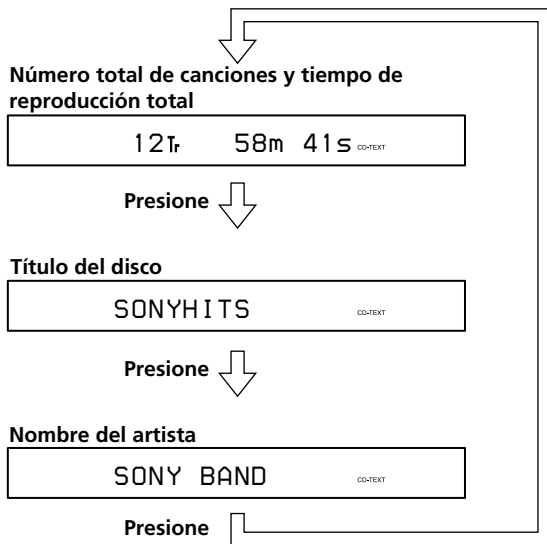 Número total de canciones y tiempo de
reproducción total
12Tr 58m 41s CD-TEXT
Presione
Título del disco
SONYHITS CD-TEXT
Presione
Nombre del artista
SONY BAND CD-TEXT
Presione